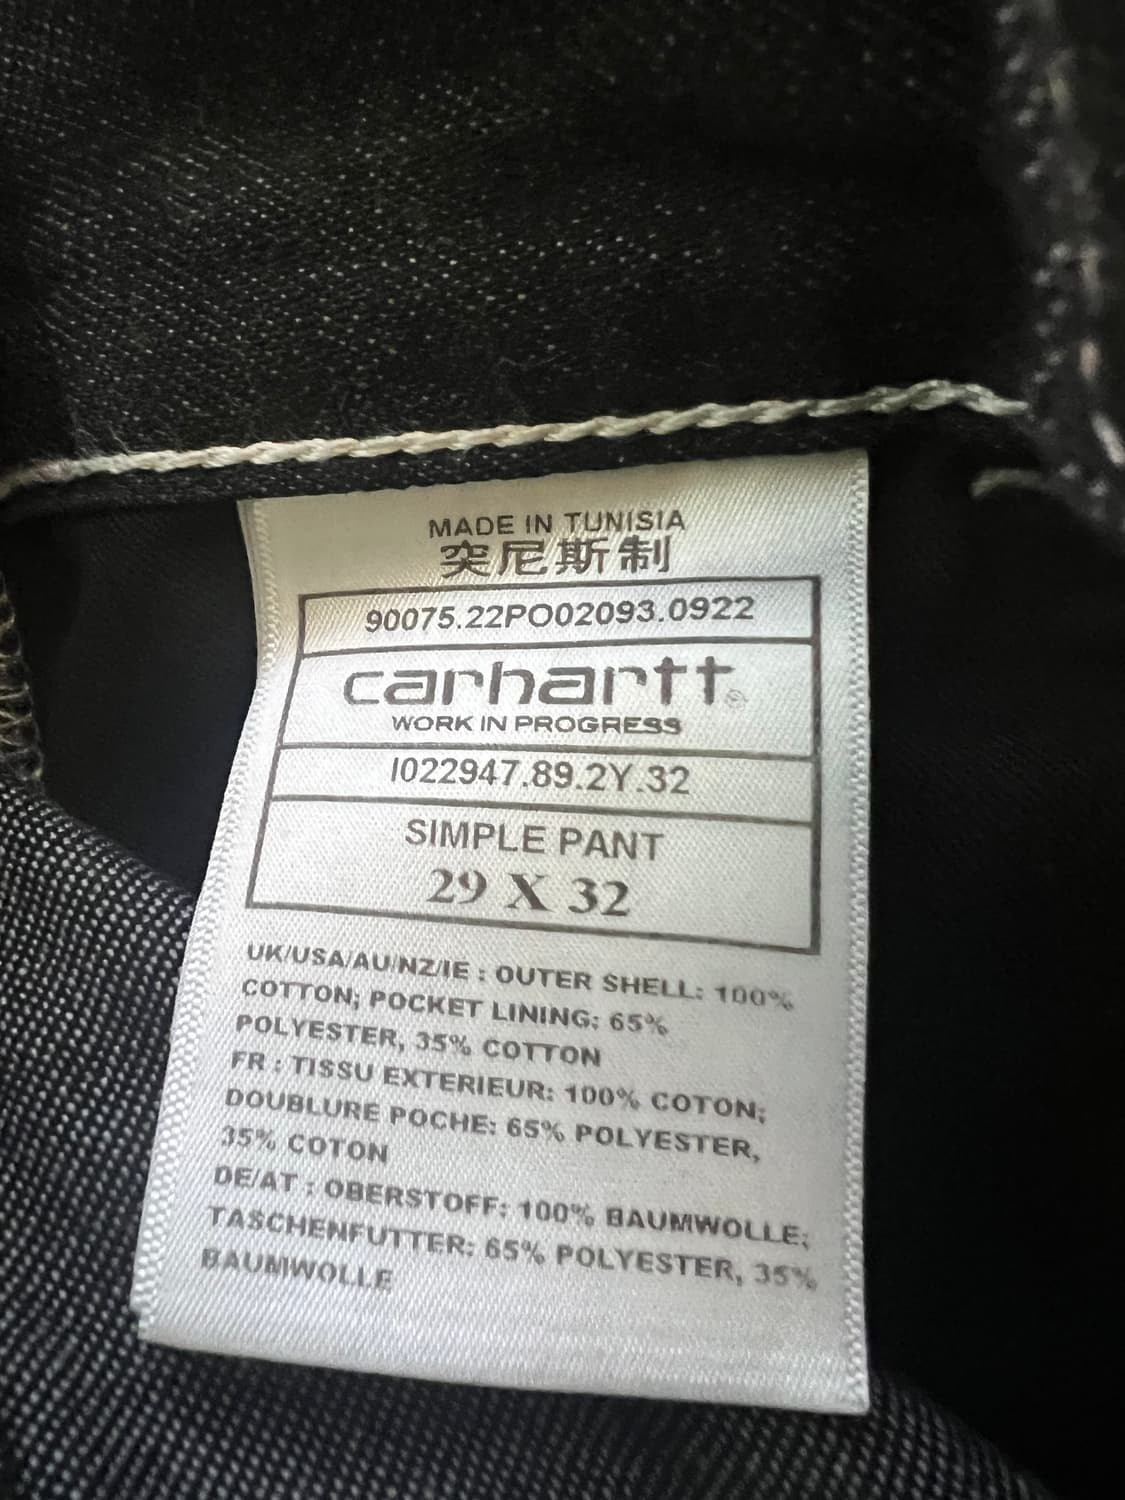 MADE IN TUNISIA
突尼斯制
90075.22PO02093.0922
carhartt®
WORK IN PROGRESS
I022947.89.2Y.32
SIMPLE PANT
29 X 32
UK/USA/AU/NZ/IE : OUTER SHELL: 100%
COTTON; POCKET LINING: 65%
POLYESTER, 35% COTTON
FR : TISSU EXTERIEUR: 100% COTON;
DOUBLURE POCHE: 65% POLYESTER,
35% COTON
DE/AT : OBERSTOFF: 100% BAUMWOLLE;
TASCHENFUTTER: 65% POLYESTER, 35%
BAUMWOLLE